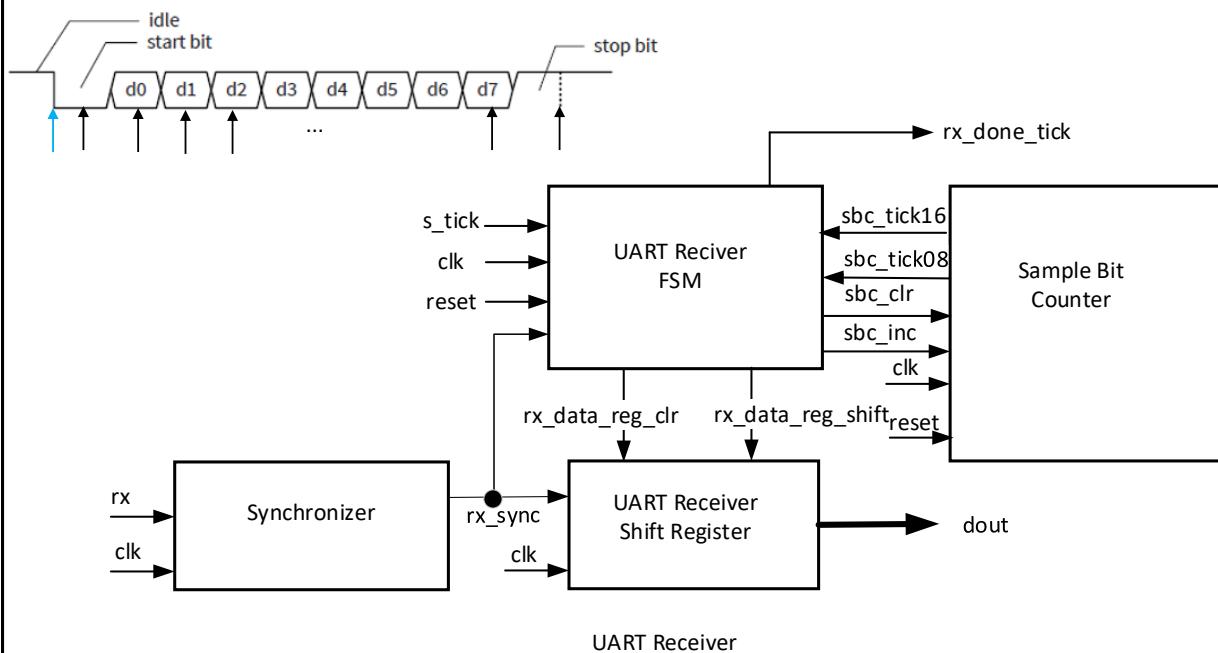 idle
start bit
stop bit
d0 d1 d2 d3 d4 d5 d6 d7
...
rx_done_tick
s_tick
clk
reset
UART Reciver
FSM
sbc_tick16
sbc_tick08
sbc_clr
sbc_inc
clk
reset
Sample Bit
Counter
rx_data_reg_clr
rx_data_reg_shift
rx
clk
Synchronizer
rx_sync
clk
UART Receiver
Shift Register
dout
UART Receiver